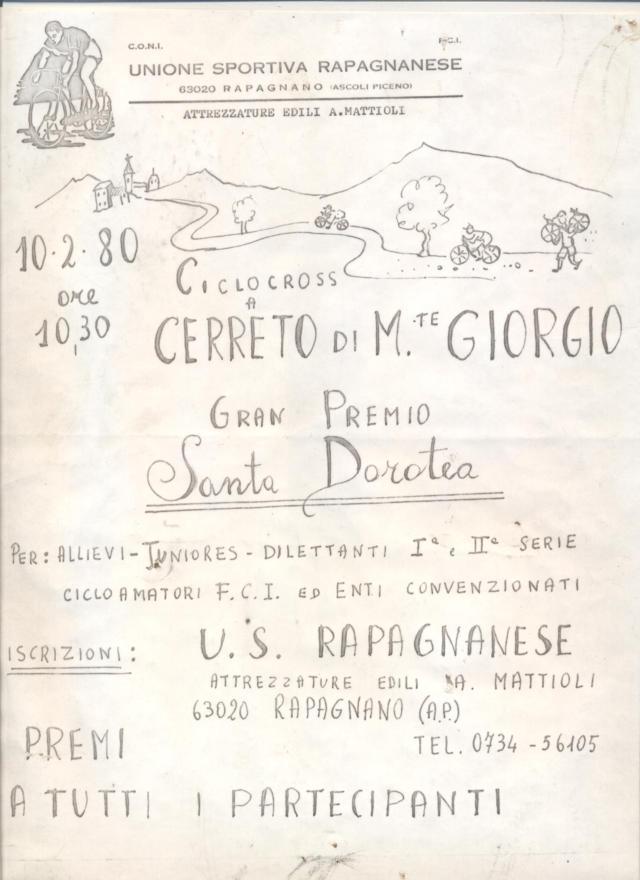 C.O.N.I.
F.C.I.
UNIONE SPORTIVA RAPAGNANESE
63020 RAPAGNANO (ASCOLI PICENO)
ATTREZZATURE EDILI A.MATTIOLI
10.2.80
ore
10,30
CICLOCROSS
A
CERRETO DI M.TE GIORGIO
GRAN PREMIO
Santa Dorotea
PER: ALLIEVI - JUNIORES - DILETTANTI Iª e IIª SERIE
CICLOAMATORI F.C.I. ED ENTI CONVENZIONATI
ISCRIZIONI: U.S. RAPAGNANESE
ATTREZZATURE EDILI A. MATTIOLI
63020 RAPAGNANO (A.P.)
TEL. 0734 - 56105
PREMI
A TUTTI I PARTECIPANTI